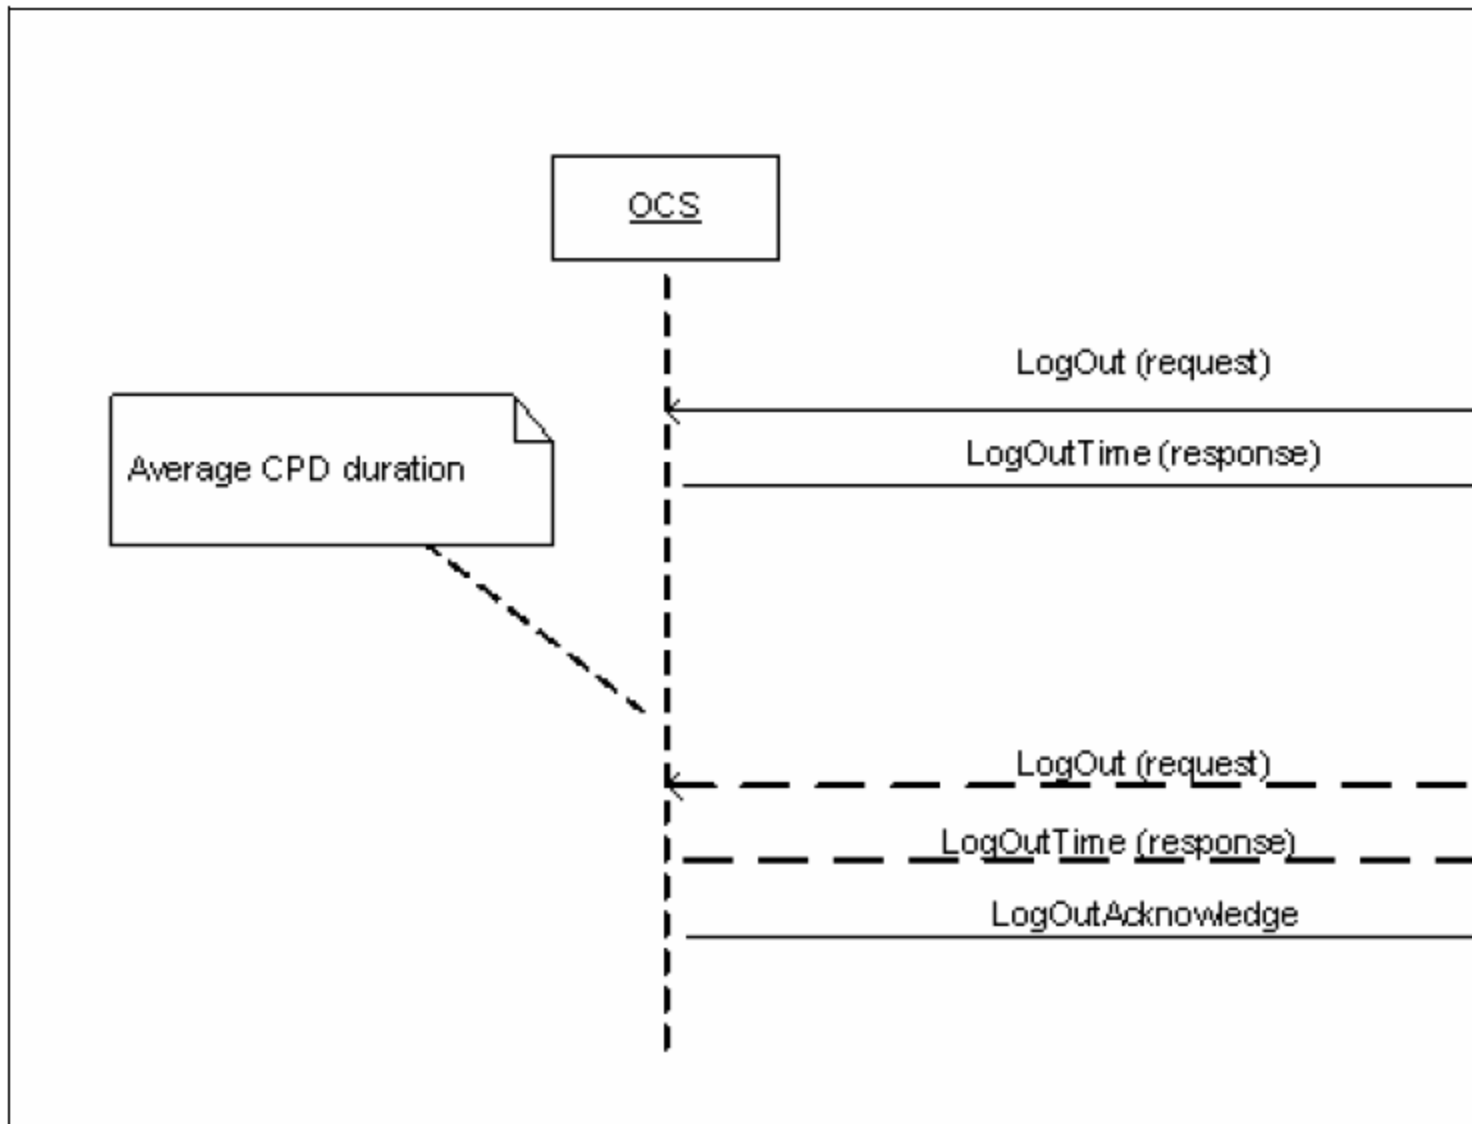 OCS
LogOut (request)
LogOutTime (response)
Average CPD duration
LogOut (request)
LogOutTime (response)
LogOutAcknowledge